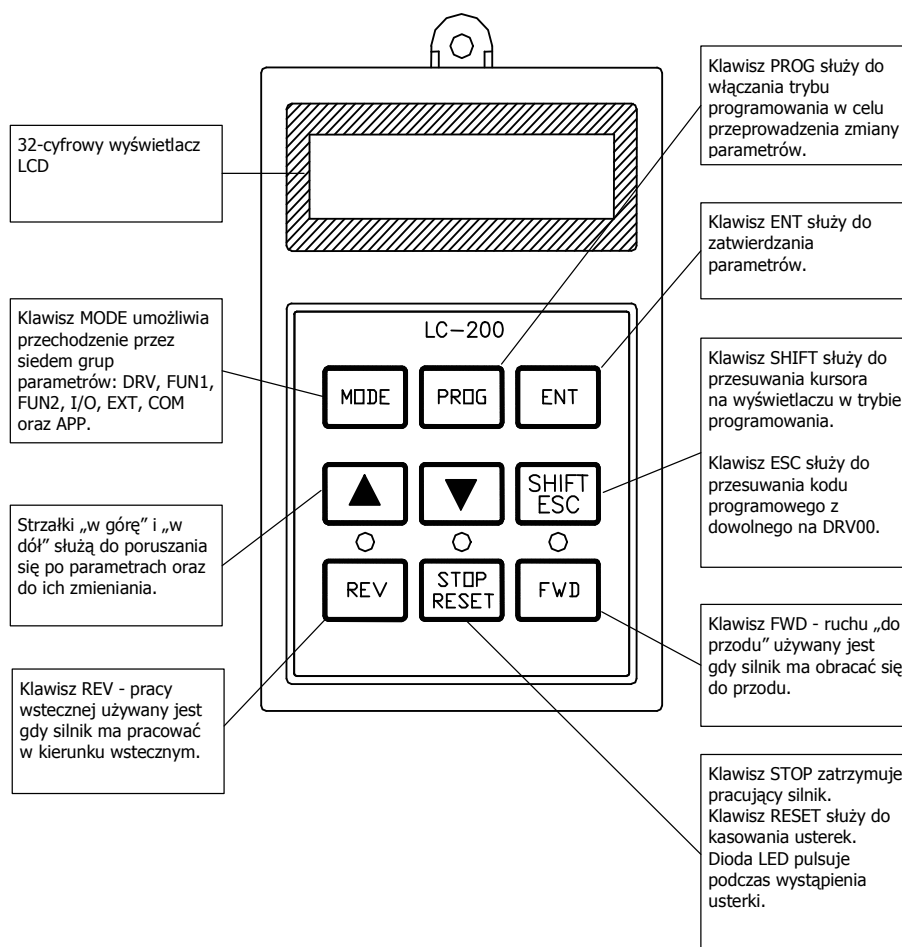 32-cyfrowy wyświetlacz
LCD
Klawisz MODE umożliwia
przechodzenie przez
siedem grup
parametrów: DRV, FUN1,
FUN2, I/O, EXT, COM
oraz APP.
Strzałki „w górę" i „w
dół" służą do poruszania
się po parametrach oraz
do ich zmieniania.
Klawisz REV - pracy
wstecznej używany jest
gdy silnik ma pracować
w kierunku wstecznym.
LC-200
MODE
PROG
ENT
SHIFT
ESC
REV
STOP
RESET
FWD
Klawisz PROG służy do
włączania trybu
programowania w celu
przeprowadzenia zmiany
parametrów.
Klawisz ENT służy do
zatwierdzania
parametrów.
Klawisz SHIFT służy do
przesuwania kursora
na wyświetlaczu w trybie
programowania.
Klawisz ESC służy do
przesuwania kodu
programowego z
dowolnego na DRV00.
Klawisz FWD - ruchu „do
przodu" używany jest
gdy silnik ma obracać się
do przodu.
Klawisz STOP zatrzymuje
pracujący silnik.
Klawisz RESET służy do
kasowania usterek.
Dioda LED pulsuje
podczas wystąpienia
usterki.